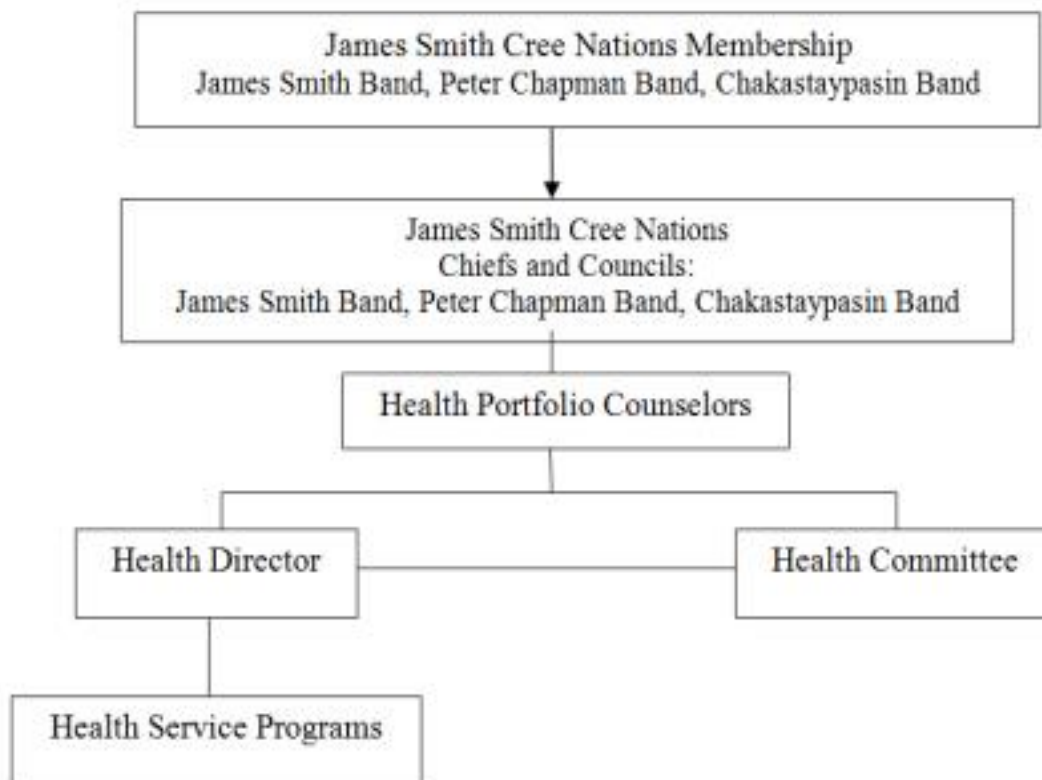 James Smith Cree Nations Membership
James Smith Band, Peter Chapman Band, Chakastaypasin Band
James Smith Cree Nations
Chiefs and Councils:
James Smith Band, Peter Chapman Band, Chakastaypasin Band
Health Portfolio Counselors
Health Director
Health Committee
Health Service Programs